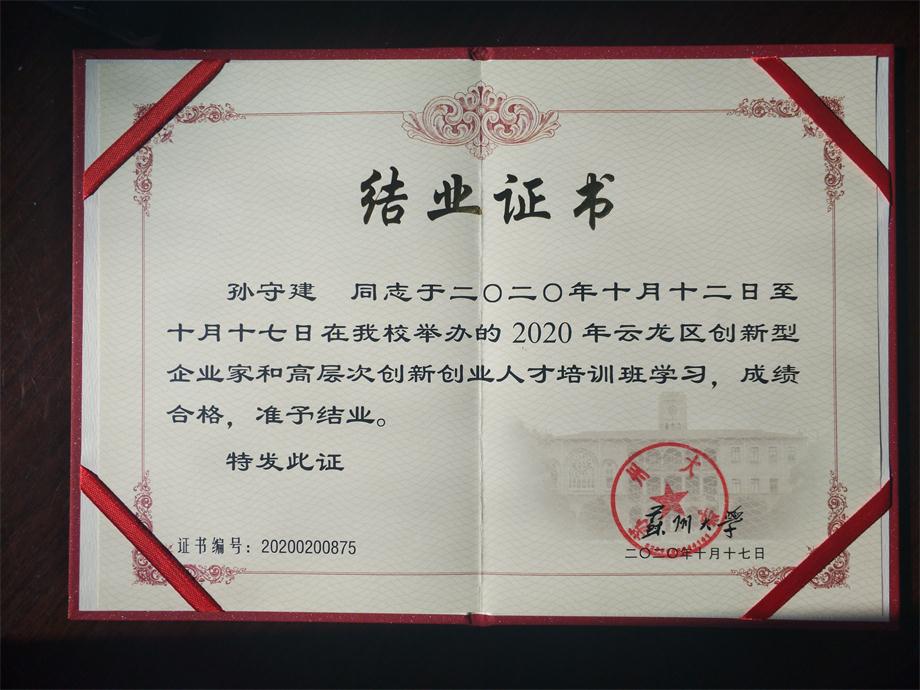 结业证书
孙守建 同志于二〇二〇年十月十二日至
十月十七日在我校举办的 2020 年云龙区创新型
企业家和高层次创新创业人才培训班学习，成绩
合格，准予结业。
特发此证
苏州大学
蘇州大學
证书编号：20200200875
二〇二〇年十月十七日